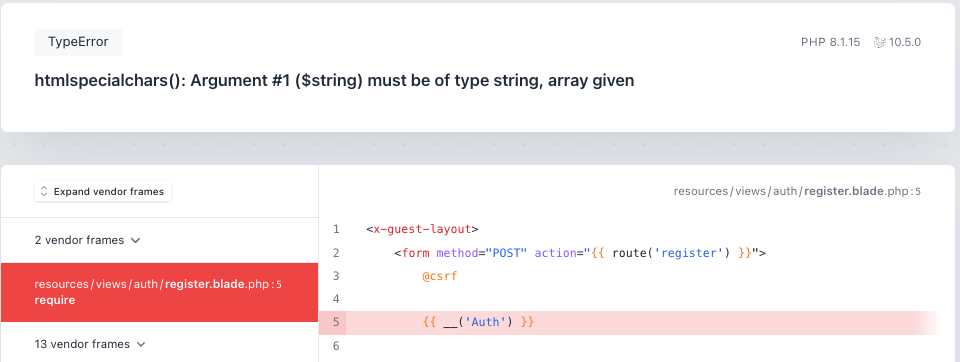 TypeError
PHP 8.1.15 10.5.0
htmlspecialchars(): Argument #1 ($string) must be of type string, array given
Expand vendor frames
resources/views/auth/register.blade.php:5
2 vendor frames
resources/views/auth/register.blade.php:5
require
13 vendor frames
1 <x-guest-layout>
2 <form method="POST" action="{{ route('register') }}">
3 @csrf
4
5 {{ __('Auth') }}
6